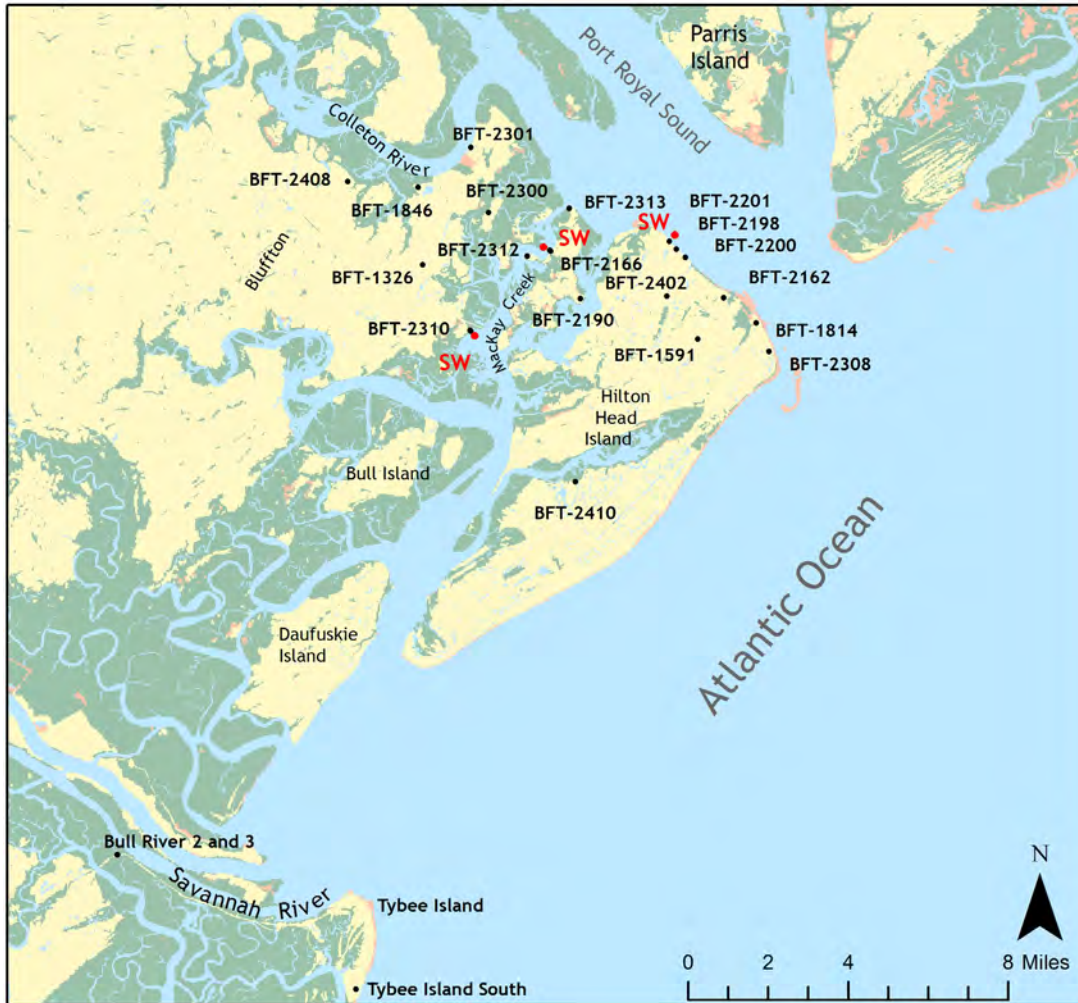 Parris
Island
Port Royal Sound
Colleton River
BFT-2301
BFT-2408
BFT-2300
BFT-1846
BFT-2313
BFT-2201
SW
BFT-2198
Bluffton
SW
BFT-2200
BFT-2312
BFT-2166
BFT-1326
BFT-2402
BFT-2162
MacKay Creek
BFT-2190
BFT-2310
BFT-1814
SW
BFT-1591
BFT-2308
Hilton
Head
Island
Bull Island
BFT-2410
Atlantic Ocean
Daufuskie
Island
Bull River 2 and 3
Savannah River
Tybee Island
Tybee Island South
N
0 2 4 8 Miles